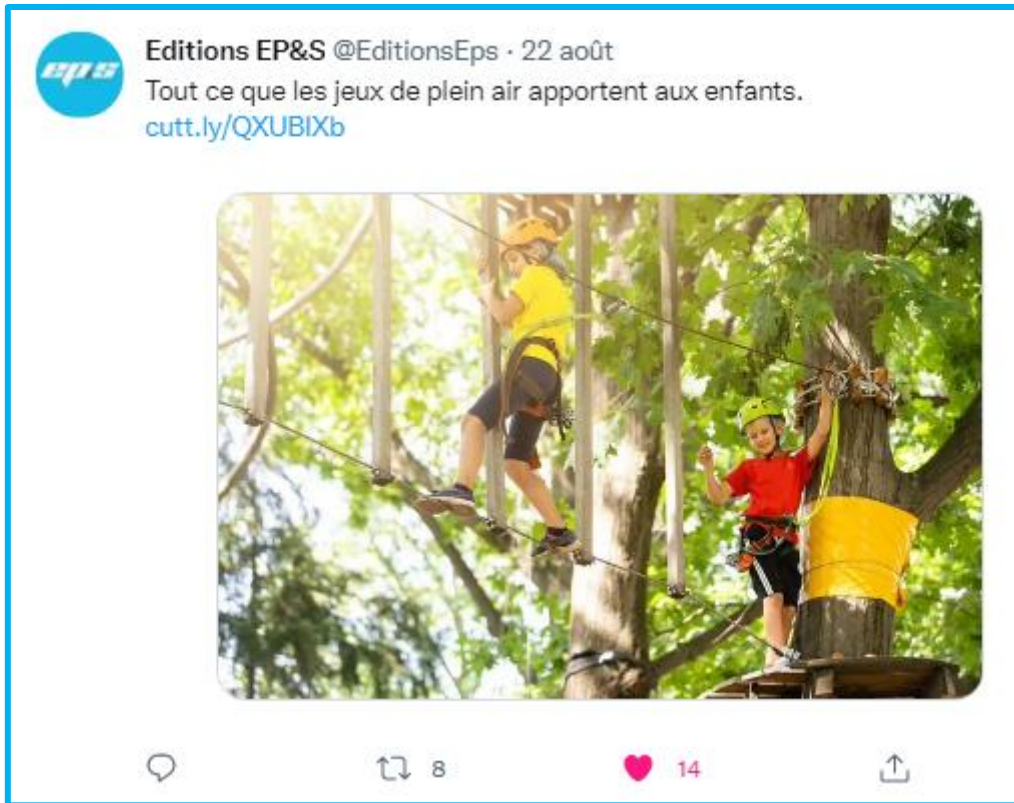 eps
Editions EP&S @EditionsEps · 22 août
Tout ce que les jeux de plein air apportent aux enfants.
cutt.ly/QXUBIXb
8
14